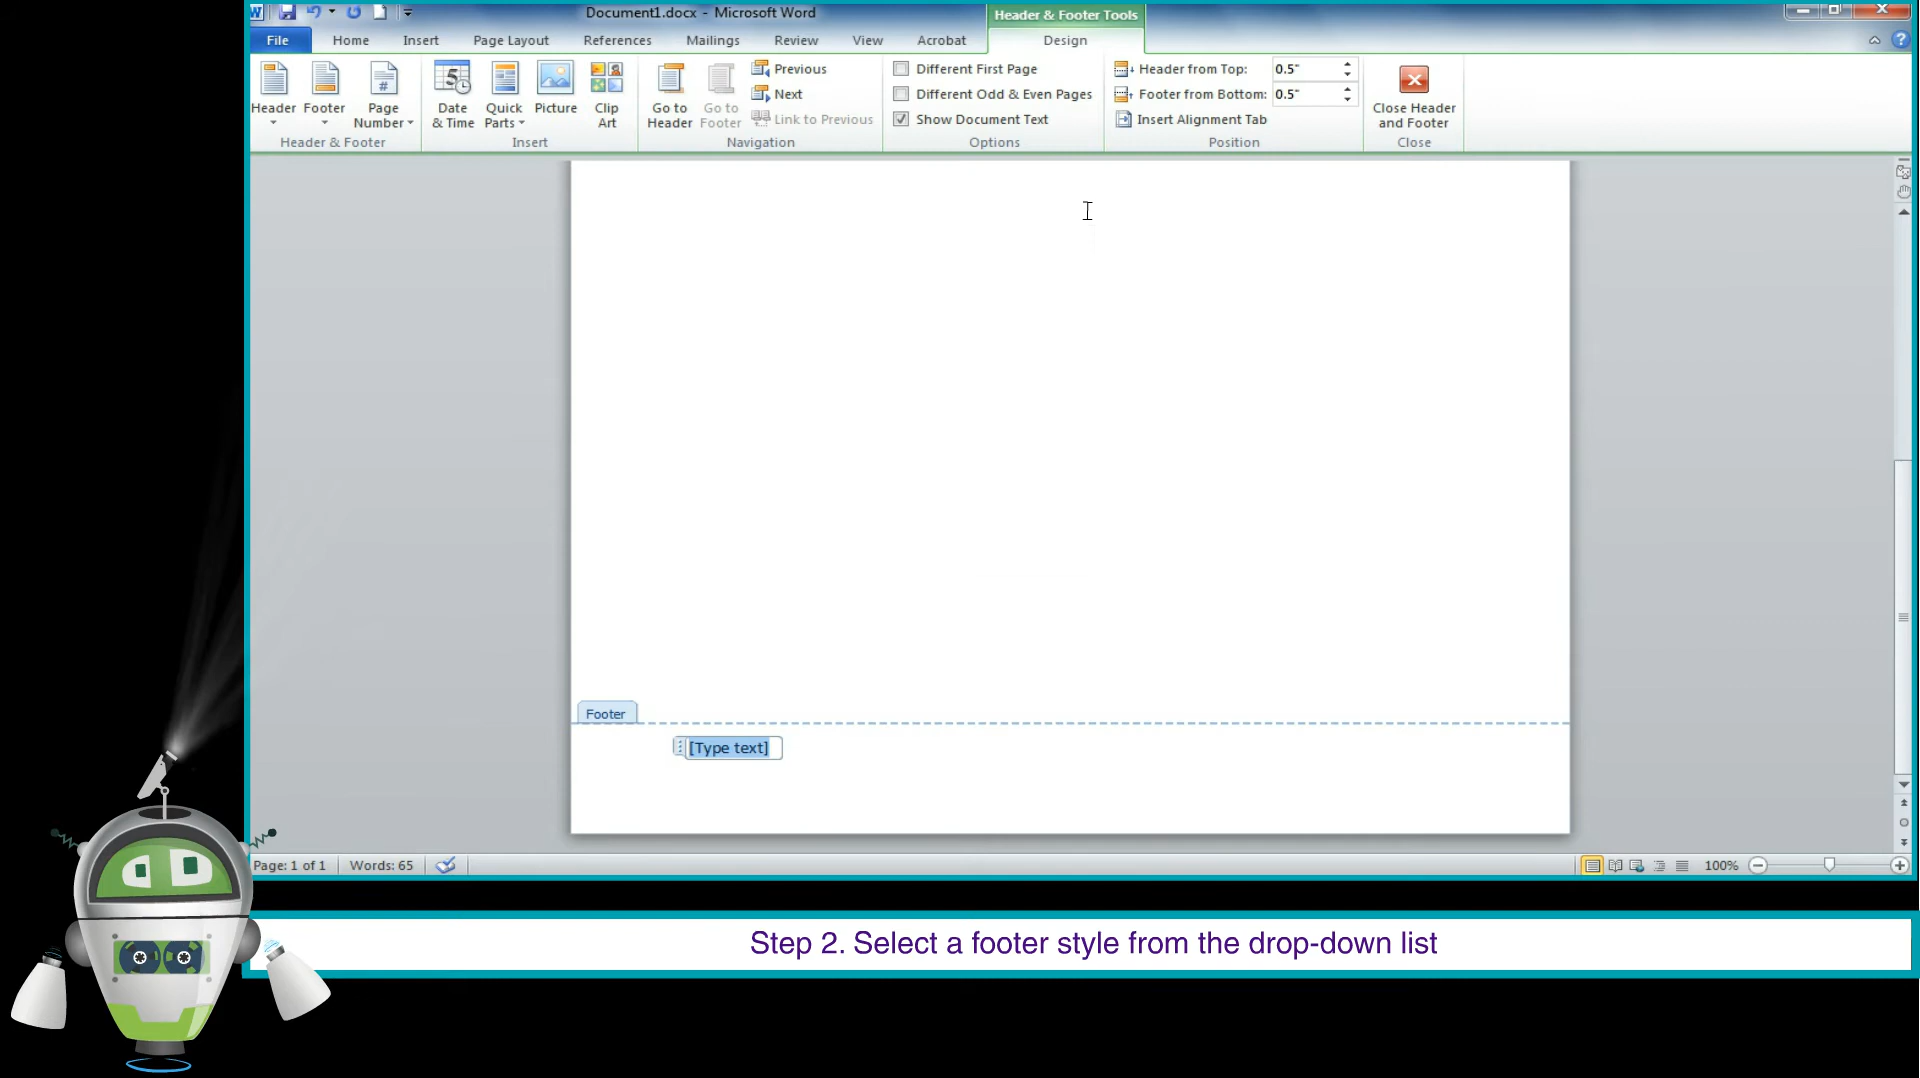 Document1.docx - Microsoft Word
Header & Footer Tools
File Home Insert Page Layout References Mailings Review View Acrobat Design
Header
Footer
Page
Number
Header & Footer
Date
& Time
Quick
Parts
Picture
Clip
Art
Insert
Go to
Header
Go to
Footer
Previous
Next
Link to Previous
Navigation
Different First Page
Different Odd & Even Pages
Show Document Text
Options
Header from Top: 0.5"
Footer from Bottom: 0.5"
Insert Alignment Tab
Position
Close Header
and Footer
Close
Footer
[Type text]
Page: 1 of 1 Words: 65 100%
Step 2. Select a footer style from the drop-down list